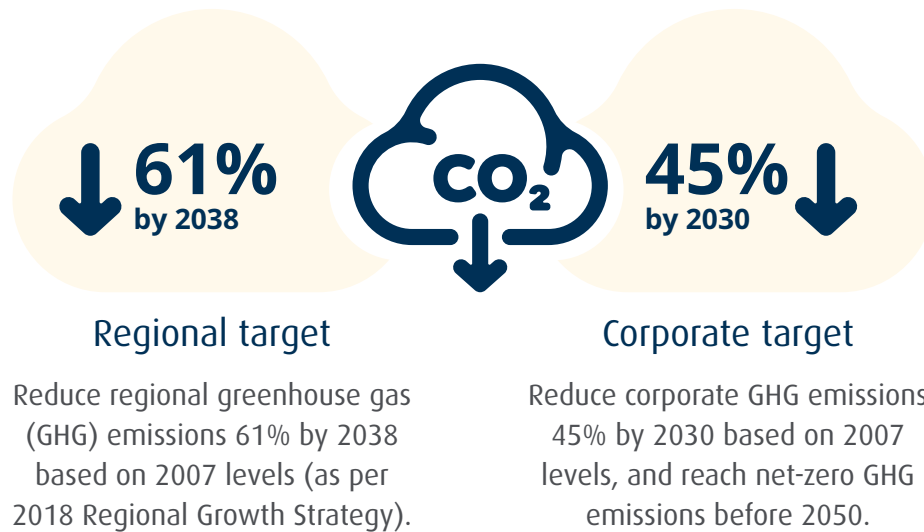 61%
by 2038
CO₂
45%
by 2030
Regional target
Reduce regional greenhouse gas
(GHG) emissions 61% by 2038
based on 2007 levels (as per
2018 Regional Growth Strategy).
Corporate target
Reduce corporate GHG emissions
45% by 2030 based on 2007
levels, and reach net-zero GHG
emissions before 2050.